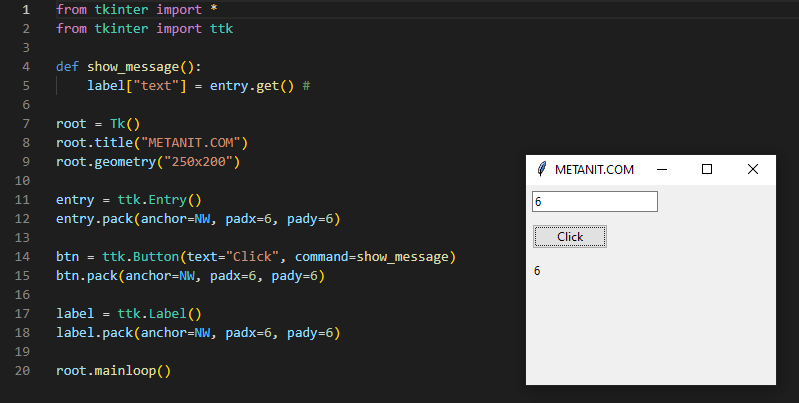 1 from tkinter import *
2 from tkinter import ttk
3
4 def show_message():
5     label["text"] = entry.get() #
6
7 root = Tk()
8 root.title("METANIT.COM")
9 root.geometry("250x200")
10
11 entry = ttk.Entry()
12 entry.pack(anchor=NW, padx=6, pady=6)
13
14 btn = ttk.Button(text="Click", command=show_message)
15 btn.pack(anchor=NW, padx=6, pady=6)
16
17 label = ttk.Label()
18 label.pack(anchor=NW, padx=6, pady=6)
19
20 root.mainloop()
METANIT.COM
6
Click
6